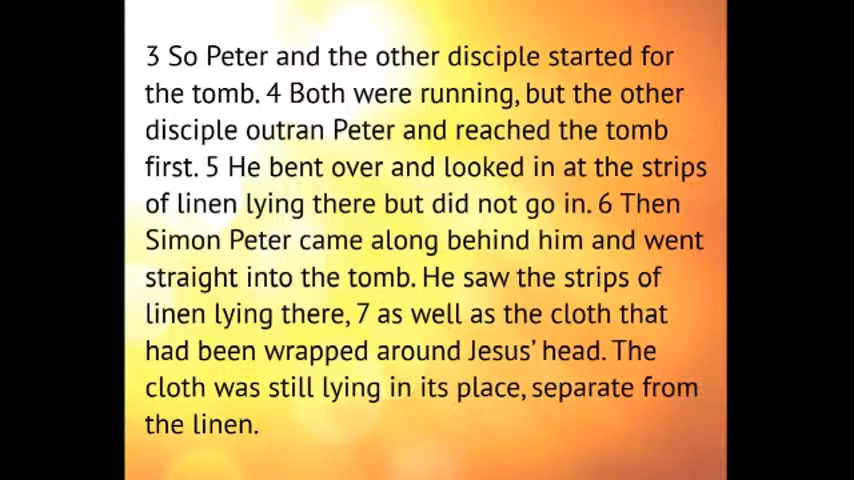 3 So Peter and the other disciple started for
the tomb. 4 Both were running, but the other
disciple outran Peter and reached the tomb
first. 5 He bent over and looked in at the strips
of linen lying there but did not go in. 6 Then
Simon Peter came along behind him and went
straight into the tomb. He saw the strips of
linen lying there, 7 as well as the cloth that
had been wrapped around Jesus’ head. The
cloth was still lying in its place, separate from
the linen.